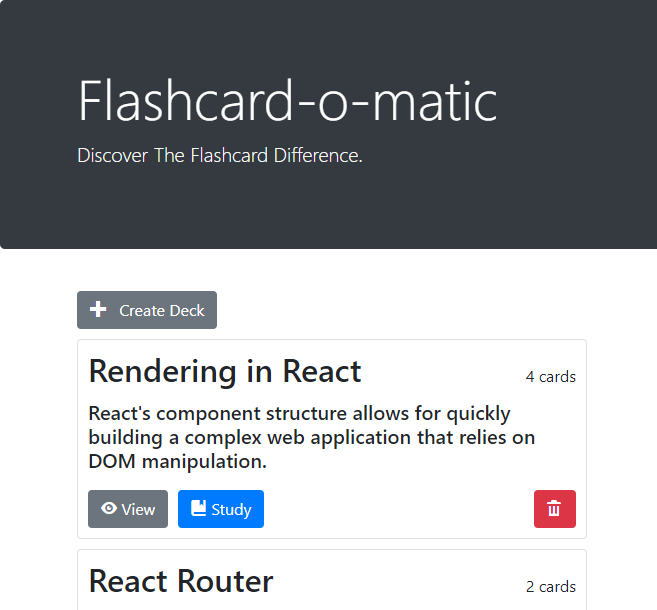 Flashcard-o-matic
Discover The Flashcard Difference.
Create Deck
Rendering in React
4 cards
React's component structure allows for quickly
building a complex web application that relies on
DOM manipulation.
View
Study
React Router
2 cards